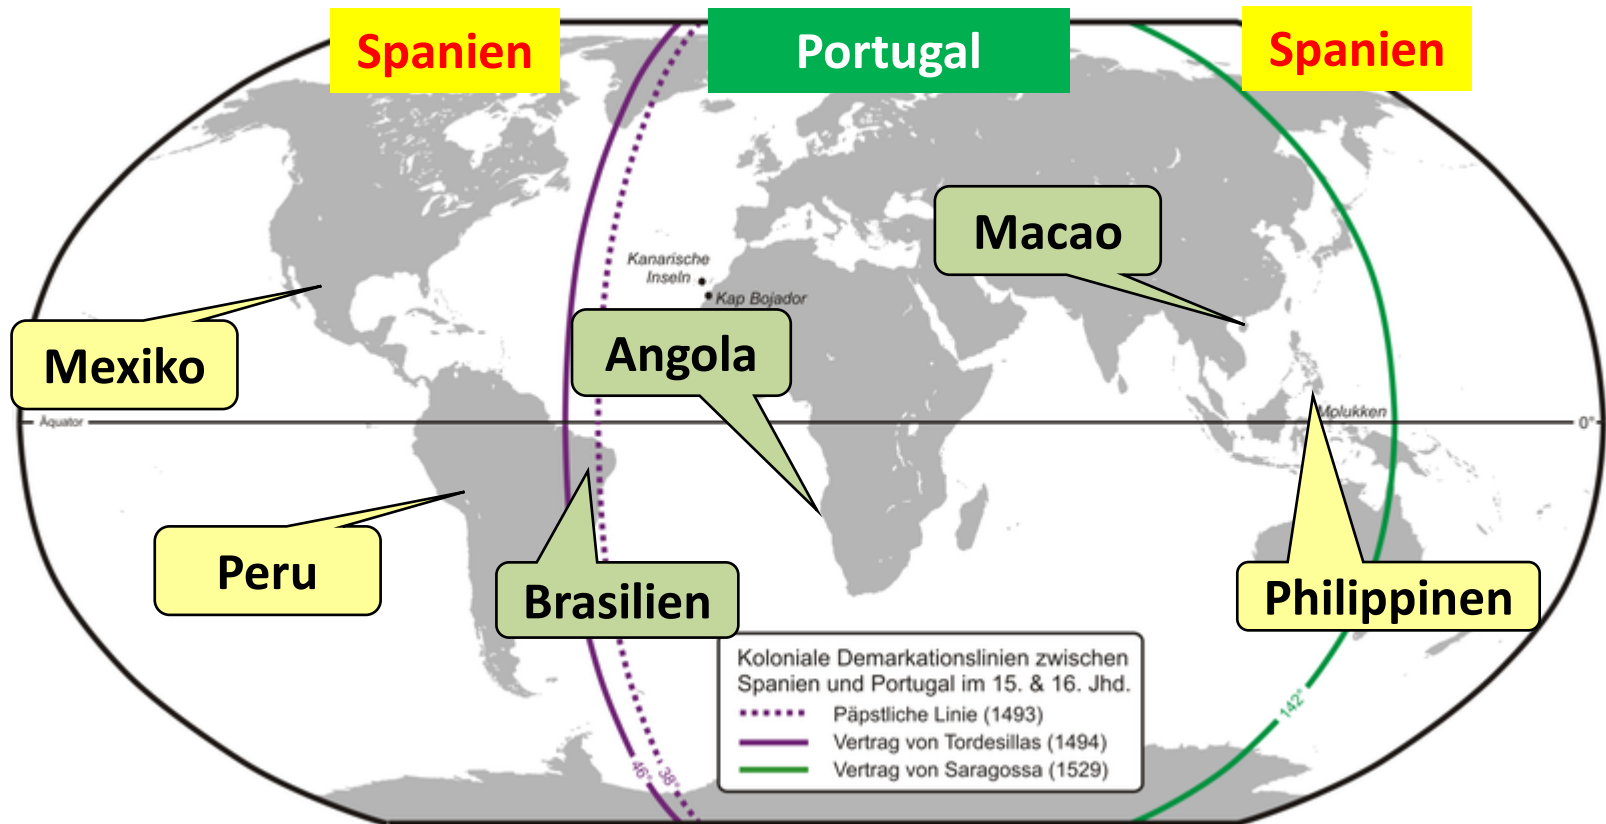 Spanien
Portugal
Spanien
Macao
Kanarische
Inseln
Kap Bojador
Mexiko
Angola
Molukken
Äquator
0°
Peru
Brasilien
Philippinen
Koloniale Demarkationslinien zwischen
Spanien und Portugal im 15. & 16. Jhd.
Päpstliche Linie (1493)
Vertrag von Tordesillas (1494)
Vertrag von Saragossa (1529)
46°
38°
142°